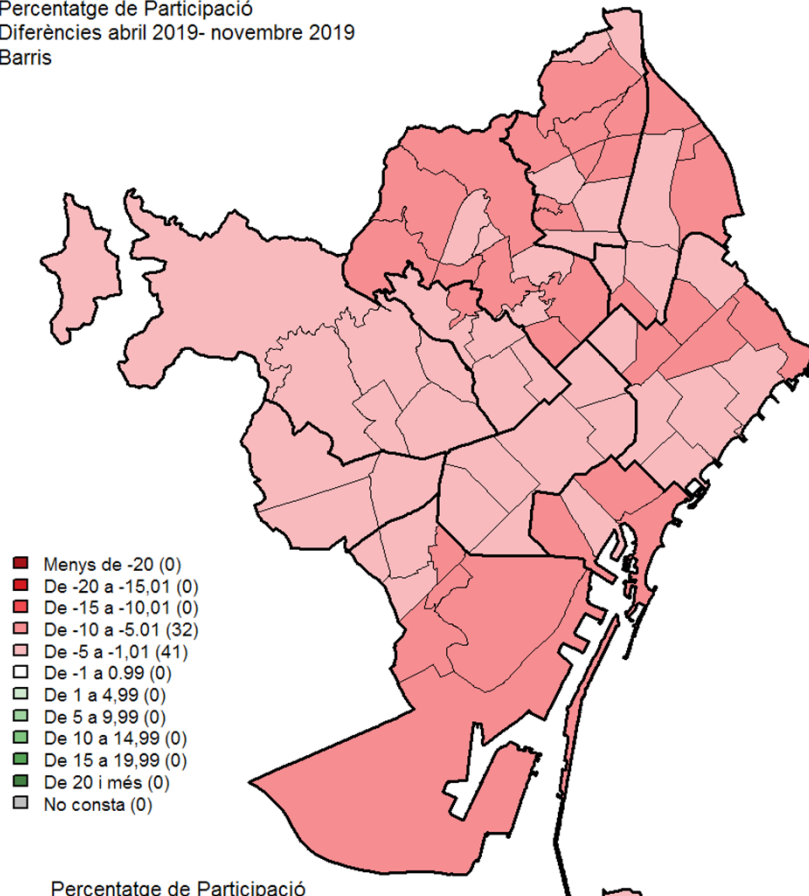 Percentatge de Participació
Diferències abril 2019- novembre 2019
Barris
Menys de -20 (0)
De -20 a -15,01 (0)
De -15 a -10,01 (0)
De -10 a -5.01 (32)
De -5 a -1,01 (41)
De -1 a 0.99 (0)
De 1 a 4,99 (0)
De 5 a 9,99 (0)
De 10 a 14,99 (0)
De 15 a 19,99 (0)
De 20 i més (0)
No consta (0)
Percentatge de Participació